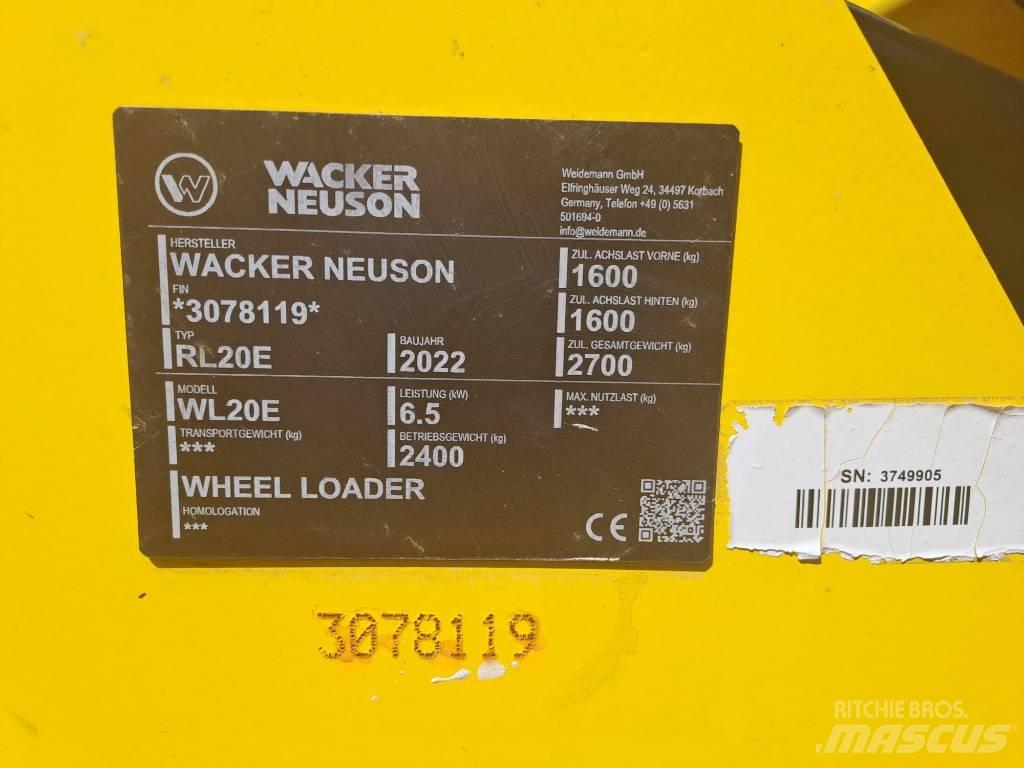 WACKER
NEUSON
Weidemann GmbH
Elfringhäuser Weg 24, 34497 Korbach
Germany, Telefon +49 (0) 5631
501694-0
info@weidemann.de
HERSTELLER
WACKER NEUSON
FIN
*3078119*
TYP
RL20E
BAUJAHR
2022
ZUL. ACHSLAST VORNE (kg)
1600
ZUL. ACHSLAST HINTEN (kg)
1600
ZUL. GESAMTGEWICHT (kg)
2700
MODELL
WL20E
LEISTUNG (kW)
6.5
MAX. NUTZLAST (kg)
***
TRANSPORTGEWICHT (kg)
***
BETRIEBSGEWICHT (kg)
2400
WHEEL LOADER
HOMOLOGATION
***
CE
SN: 3749905
3078119
RITCHIE BROS.
MASCUS